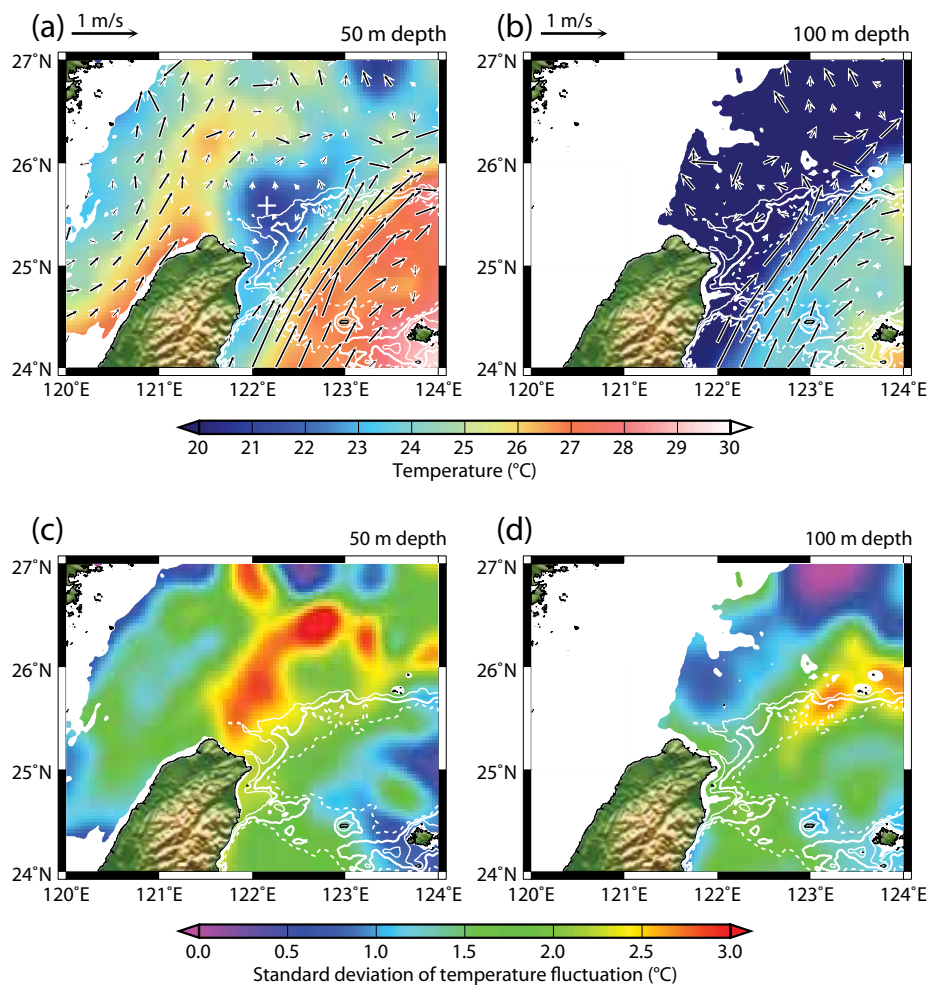 (a) 1 m/s 50 m depth
(b) 1 m/s 100 m depth
27°N 27°N
26°N 26°N
25°N 25°N
24°N 24°N
120°E 121°E 122°E 123°E 124°E 120°E 121°E 122°E 123°E 124°E
20 21 22 23 24 25 26 27 28 29 30
Temperature (°C)
(c) 50 m depth
(d) 100 m depth
27°N 27°N
26°N 26°N
25°N 25°N
24°N 24°N
120°E 121°E 122°E 123°E 124°E 120°E 121°E 122°E 123°E 124°E
0.0 0.5 1.0 1.5 2.0 2.5 3.0
Standard deviation of temperature fluctuation (°C)